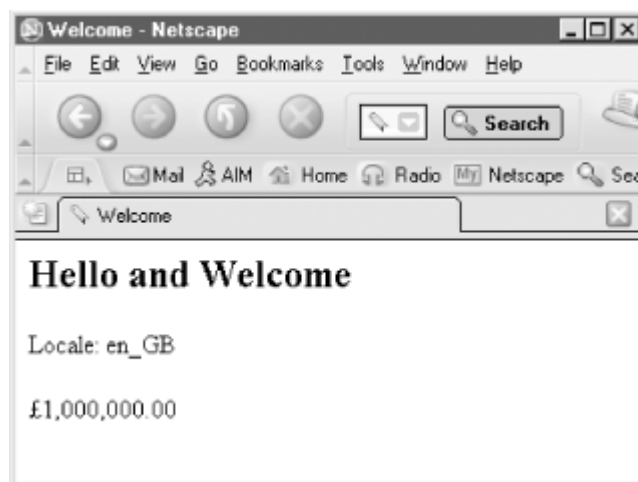 Welcome - Netscape
File Edit View Go Bookmarks Tools Window Help
Search
Mail AIM Home Radio My Netscape
Welcome
Hello and Welcome
Locale: en_GB
£1,000,000.00